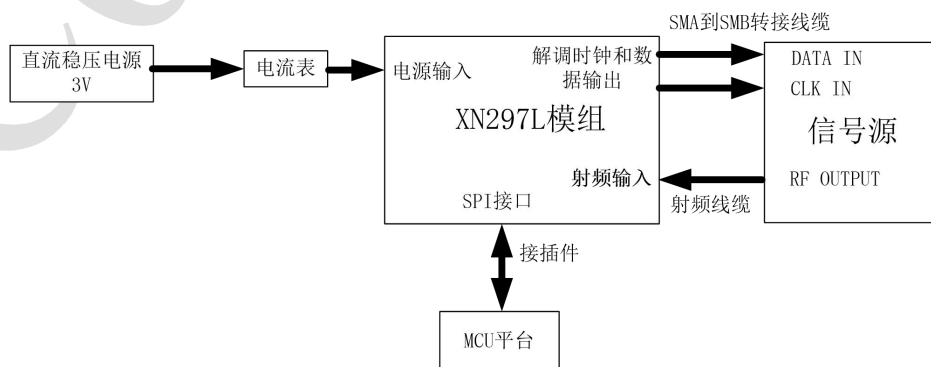 SMA到SMB转接线缆
直流稳压电源
3V
电流表
电源输入
解调时钟和数
据输出
XN297L模组
射频输入
SPI接口
DATA IN
CLK IN
信号源
RF OUTPUT
射频线缆
接插件
MCU平台